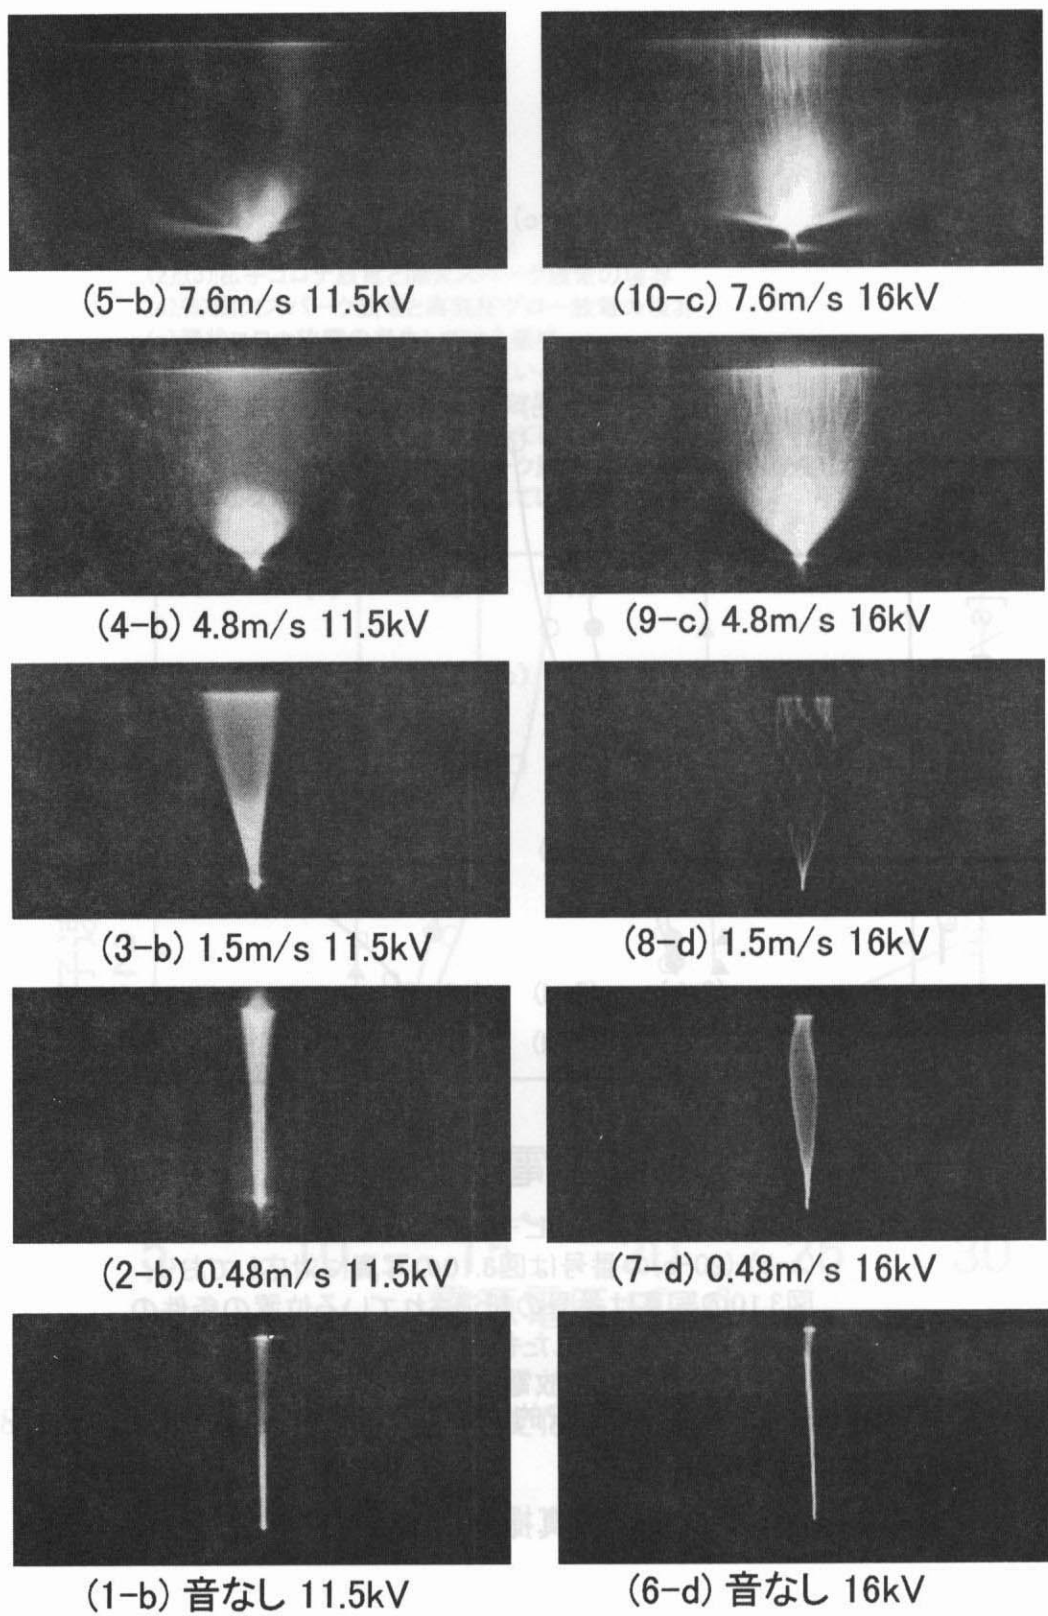 (5-b) 7.6m/s 11.5kV
(10-c) 7.6m/s 16kV
(4-b) 4.8m/s 11.5kV
(9-c) 4.8m/s 16kV
(3-b) 1.5m/s 11.5kV
(8-d) 1.5m/s 16kV
(2-b) 0.48m/s 11.5kV
(7-d) 0.48m/s 16kV
(1-b) 音なし 11.5kV
(6-d) 音なし 16kV